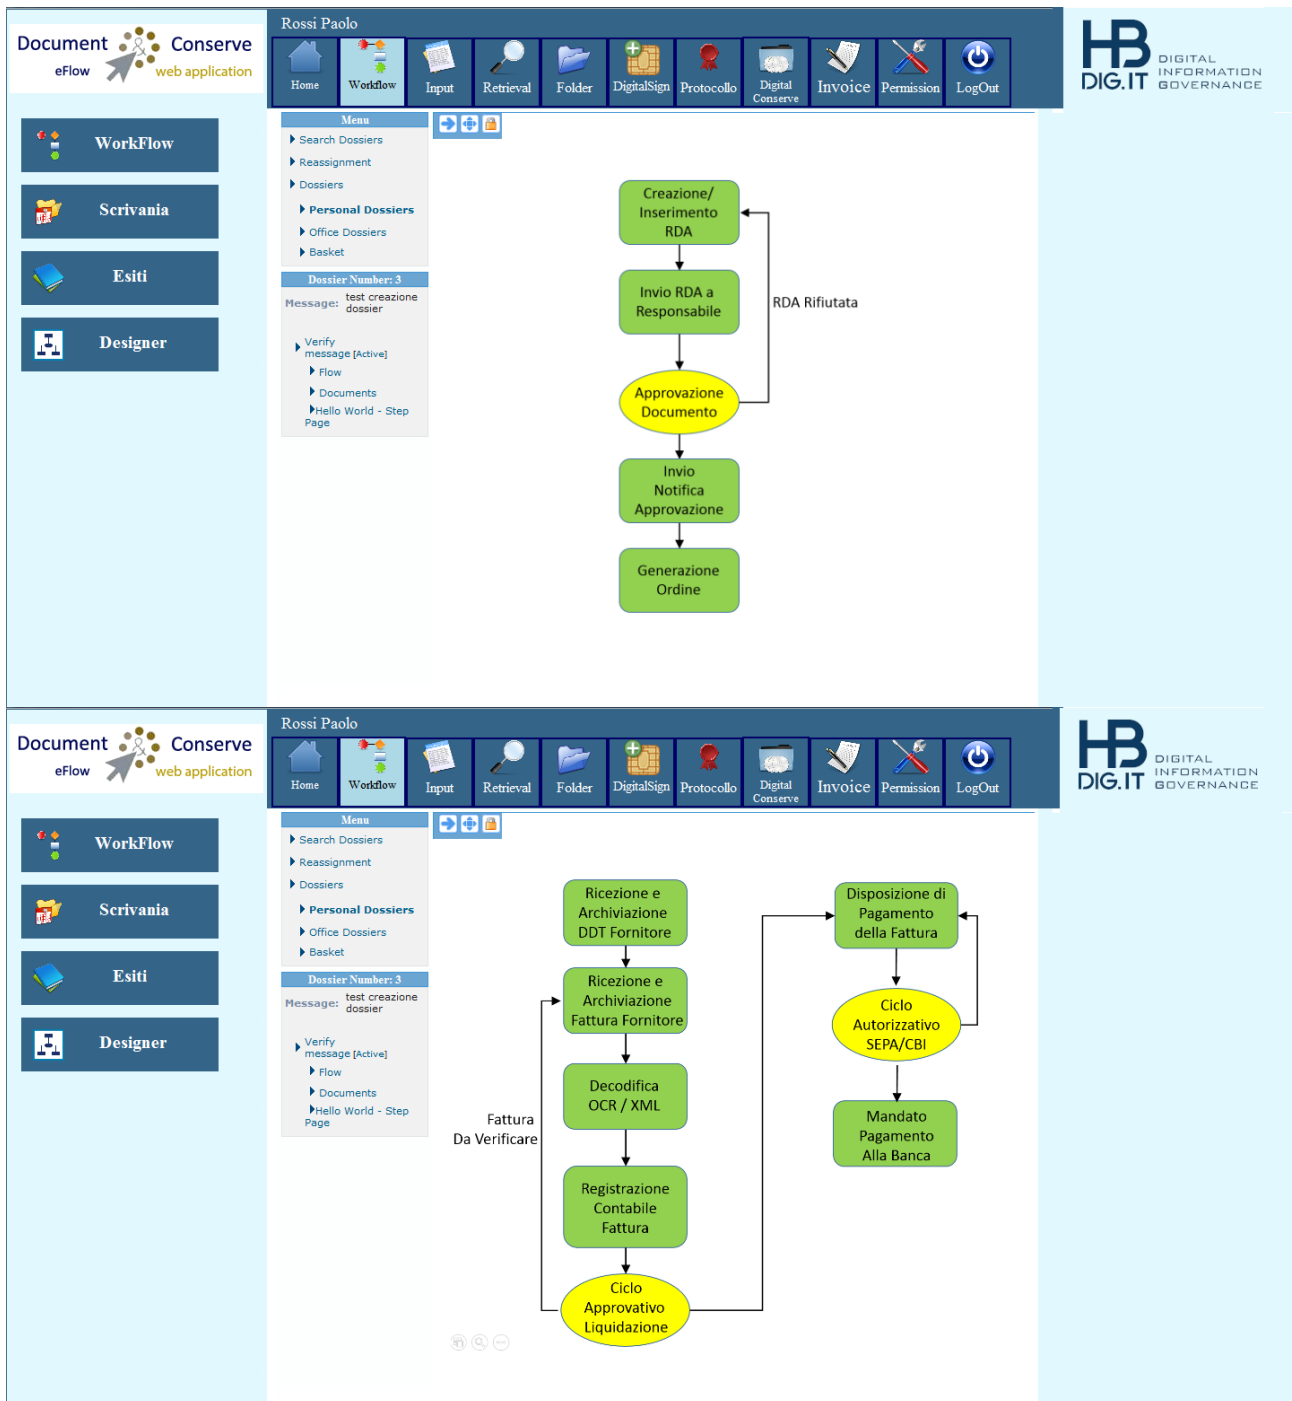 Rossi Paolo
Document & Conserve
eFlow web application
Home
Workflow
Input
Retrieval
Folder
DigitalSign
Protocollo
Digital
Conserve
Invoice
Permission
LogOut
HB
DIG.IT
DIGITAL
INFORMATION
GOVERNANCE
WorkFlow
Scrivania
Esiti
Designer
Menu
Search Dossiers
Reassignment
Dossiers
Personal Dossiers
Office Dossiers
Basket
Dossier Number: 3
Message: test creazione
dossier
Verify
message [Active]
Flow
Documents
Hello World - Step
Page
Creazione/
Inserimento
RDA
Invio RDA a
Responsabile
RDA Rifiutata
Approvazione
Documento
Invio
Notifica
Approvazione
Generazione
Ordine
Rossi Paolo
Document & Conserve
eFlow web application
Home
Workflow
Input
Retrieval
Folder
DigitalSign
Protocollo
Digital
Conserve
Invoice
Permission
LogOut
HB
DIG.IT
DIGITAL
INFORMATION
GOVERNANCE
WorkFlow
Scrivania
Esiti
Designer
Menu
Search Dossiers
Reassignment
Dossiers
Personal Dossiers
Office Dossiers
Basket
Dossier Number: 3
Message: test creazione
dossier
Verify
message [Active]
Flow
Documents
Hello World - Step
Page
Ricezione e
Archiviazione
DDT Fornitore
Ricezione e
Archiviazione
Fattura Fornitore
Decodifica
OCR / XML
Fattura
Da Verificare
Registrazione
Contabile
Fattura
Ciclo
Approvativo
Liquidazione
Disposizione di
Pagamento
della Fattura
Ciclo
Autorizzativo
SEPA/CBI
Mandato
Pagamento
Alla Banca